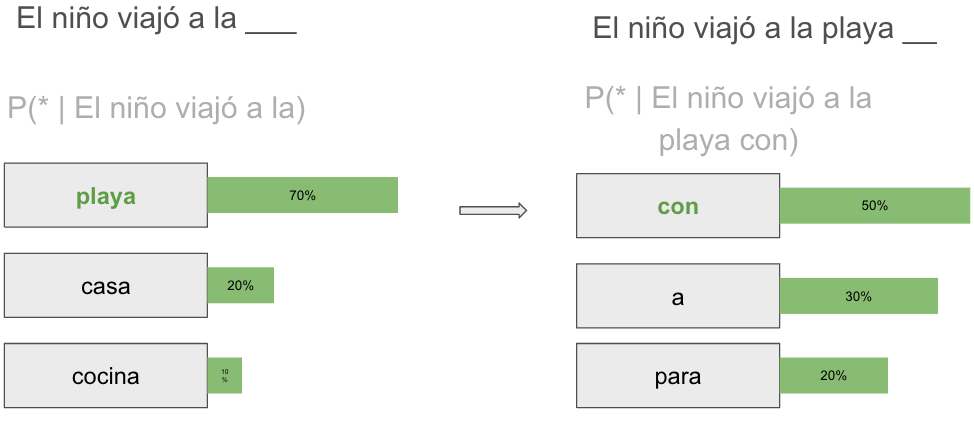 El niño viajó a la ___
P(* | El niño viajó a la)
playa
70%
casa
20%
cocina
10
%
El niño viajó a la playa __
P(* | El niño viajó a la
playa con)
con
50%
a
30%
para
20%